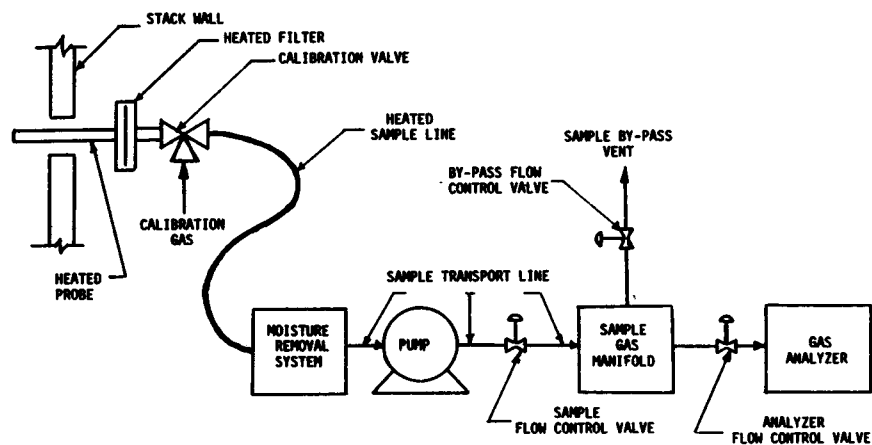 STACK WALL
HEATED FILTER
CALIBRATION VALVE
HEATED
SAMPLE LINE
SAMPLE BY-PASS
VENT
BY-PASS FLOW
CONTROL VALVE
CALIBRATION
GAS
HEATED
PROBE
SAMPLE TRANSPORT LINE
MOISTURE
REMOVAL
SYSTEM
PUMP
SAMPLE
GAS
MANIFOLD
GAS
ANALYZER
SAMPLE
FLOW CONTROL VALVE
ANALYZER
FLOW CONTROL VALVE